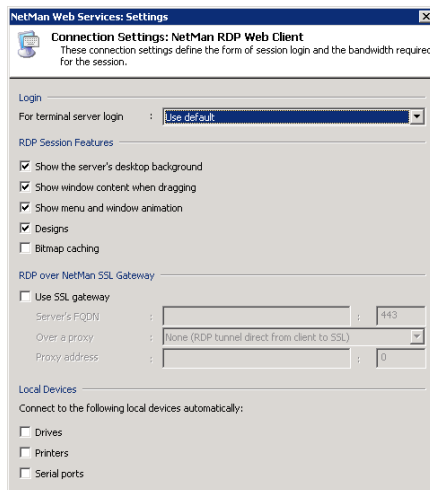 NetMan Web Services: Settings
Connection Settings: NetMan RDP Web Client
These connection settings define the form of session login and the bandwidth required
for the session.
Login
For terminal server login : Use default
RDP Session Features
Show the server's desktop background
Show window content when dragging
Show menu and window animation
Designs
Bitmap caching
RDP over NetMan SSL Gateway
Use SSL gateway
Server's FQDN : : 443
Over a proxy : None (RDP tunnel direct from client to SSL)
Proxy address : : 0
Local Devices
Connect to the following local devices automatically:
Drives
Printers
Serial ports